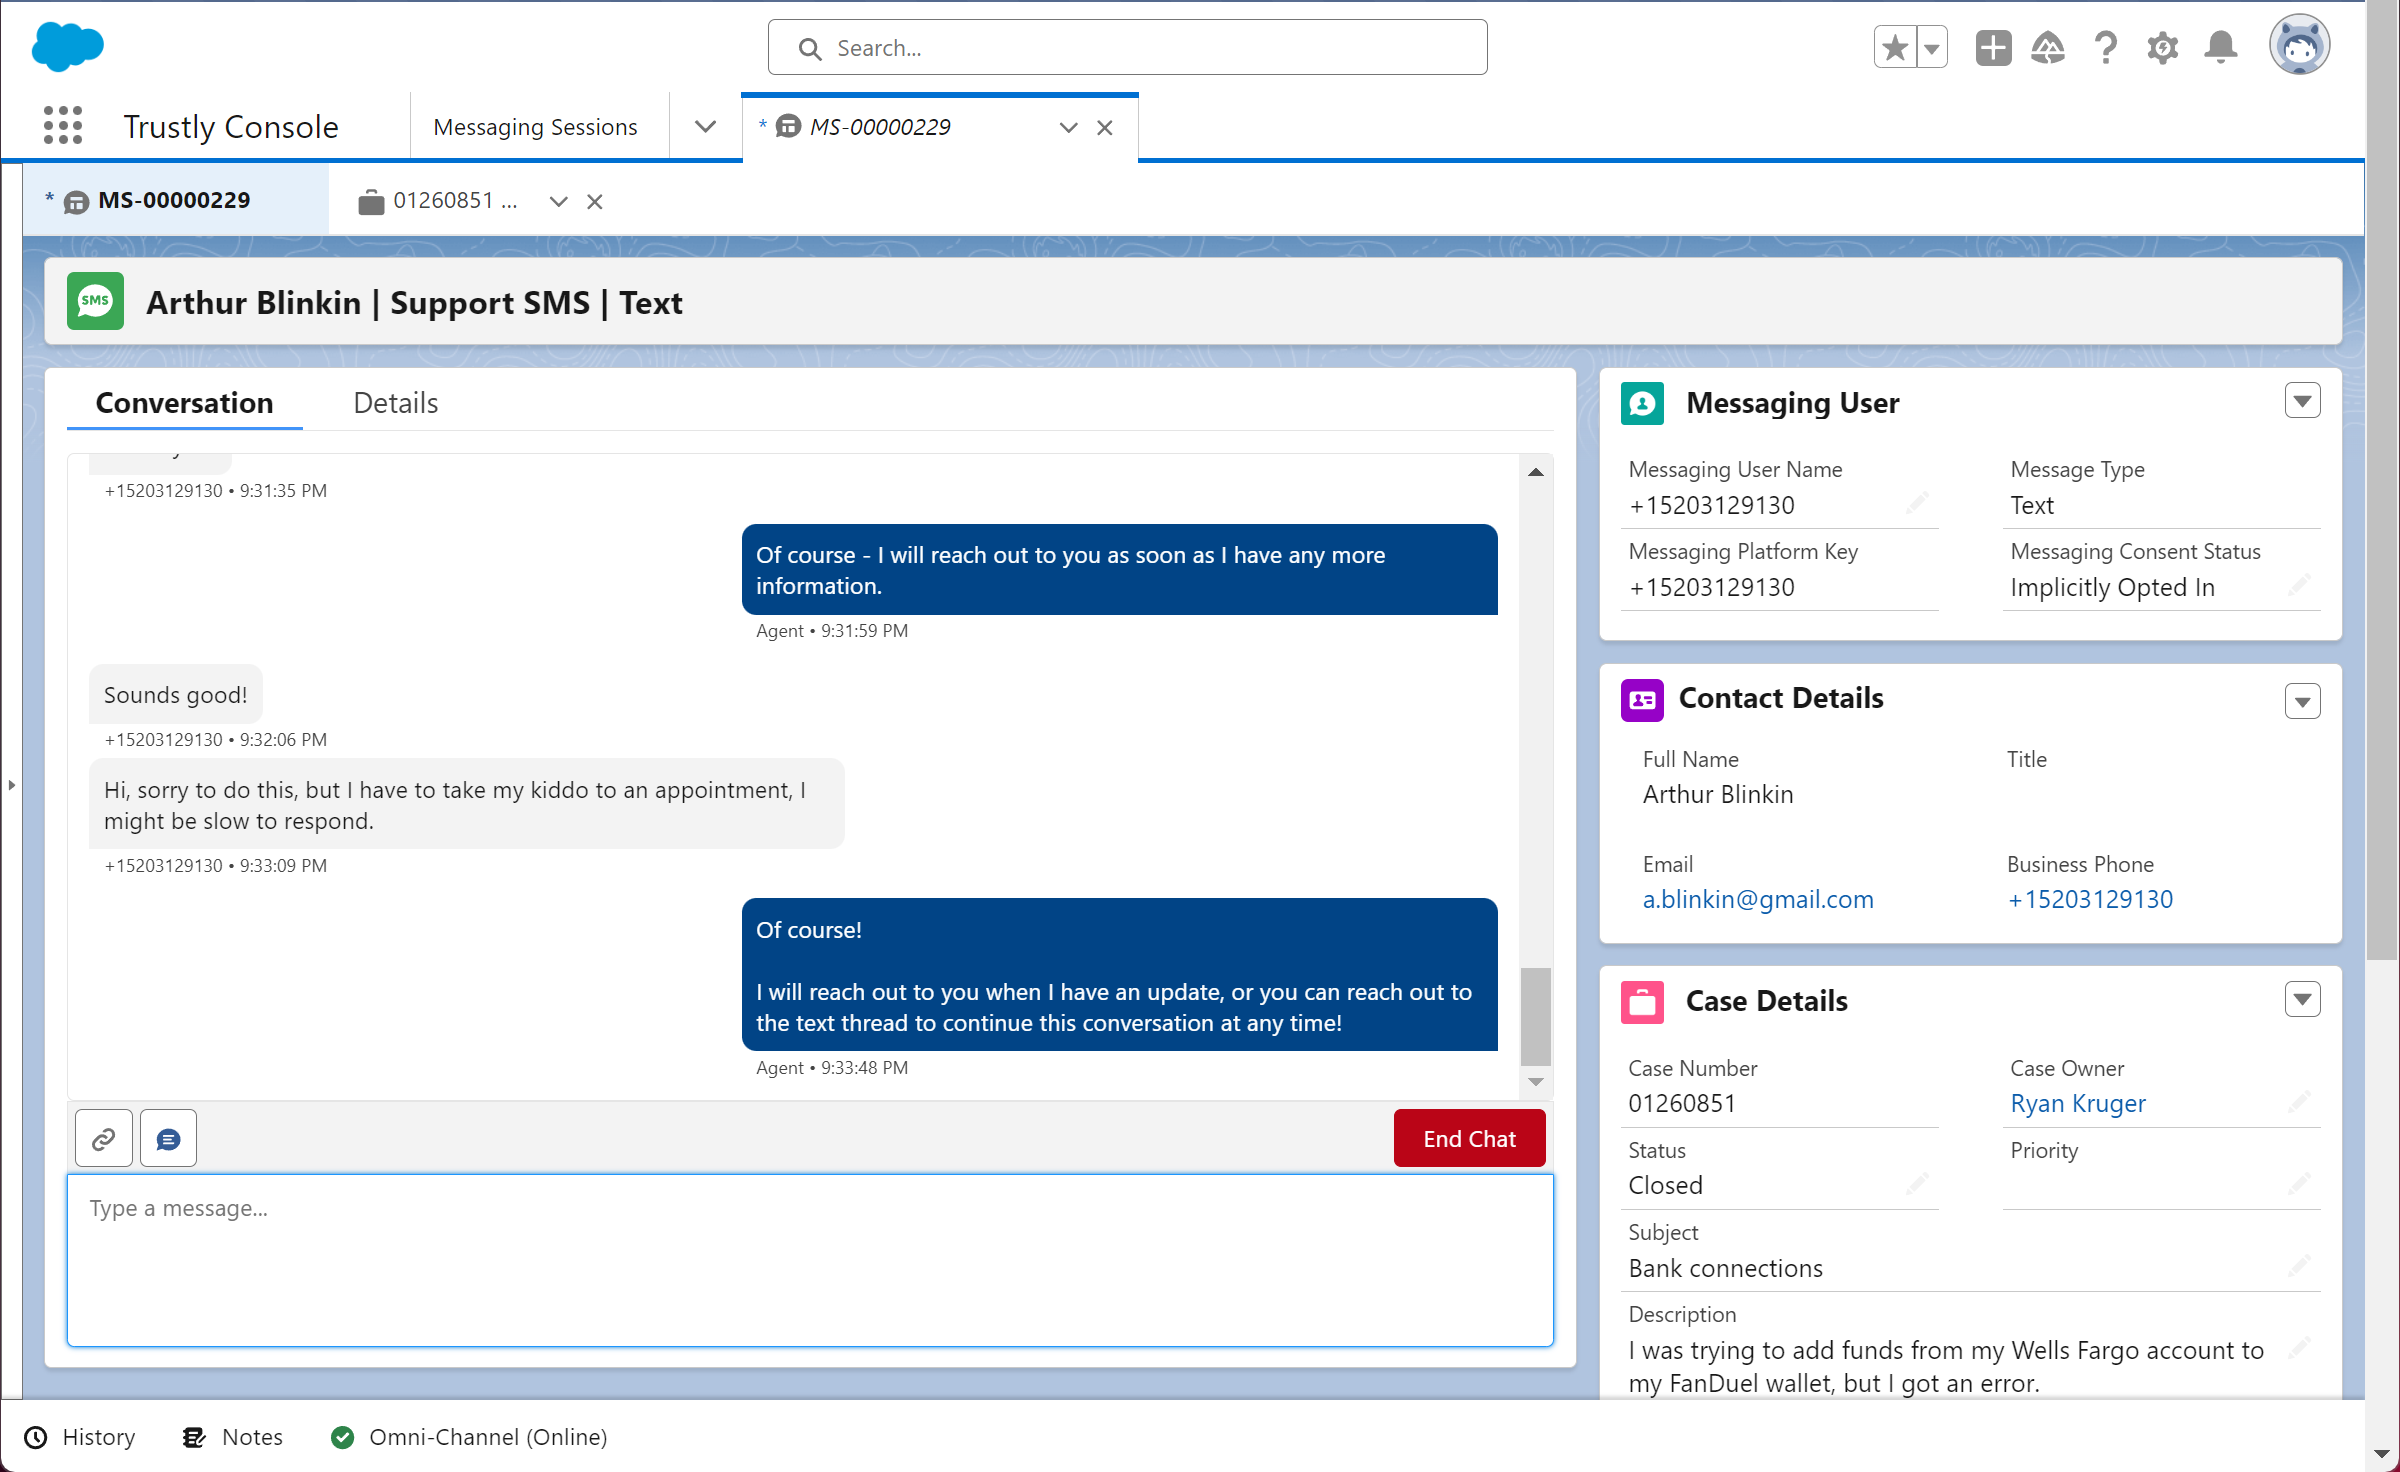 Search...
Trustly Console
Messaging Sessions
* MS-00000229
* MS-00000229
01260851 ...
SMS
Arthur Blinkin | Support SMS | Text
Conversation
Details
+15203129130 • 9:31:35 PM
Of course - I will reach out to you as soon as I have any more
information.
Agent • 9:31:59 PM
Sounds good!
+15203129130 • 9:32:06 PM
Hi, sorry to do this, but I have to take my kiddo to an appointment, I
might be slow to respond.
+15203129130 • 9:33:09 PM
Of course!
I will reach out to you when I have an update, or you can reach out to
the text thread to continue this conversation at any time!
Agent • 9:33:48 PM
End Chat
Type a message...
Messaging User
Messaging User Name
+15203129130
Message Type
Text
Messaging Platform Key
+15203129130
Messaging Consent Status
Implicitly Opted In
Contact Details
Full Name
Arthur Blinkin
Title
Email
a.blinkin@gmail.com
Business Phone
+15203129130
Case Details
Case Number
01260851
Case Owner
Ryan Kruger
Status
Closed
Priority
Subject
Bank connections
Description
I was trying to add funds from my Wells Fargo account to
my FanDuel wallet, but I got an error.
History
Notes
Omni-Channel (Online)